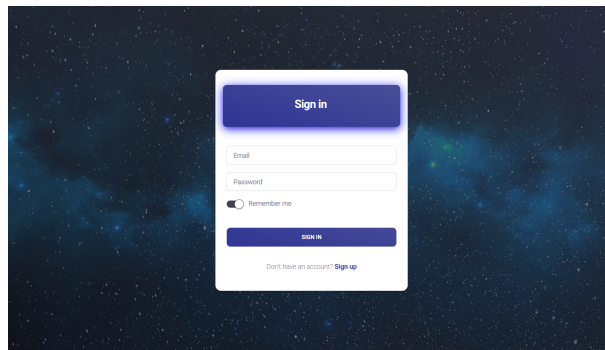 Sign in
Email
Password
Remember me
SIGN IN
Don't have an account? Sign up